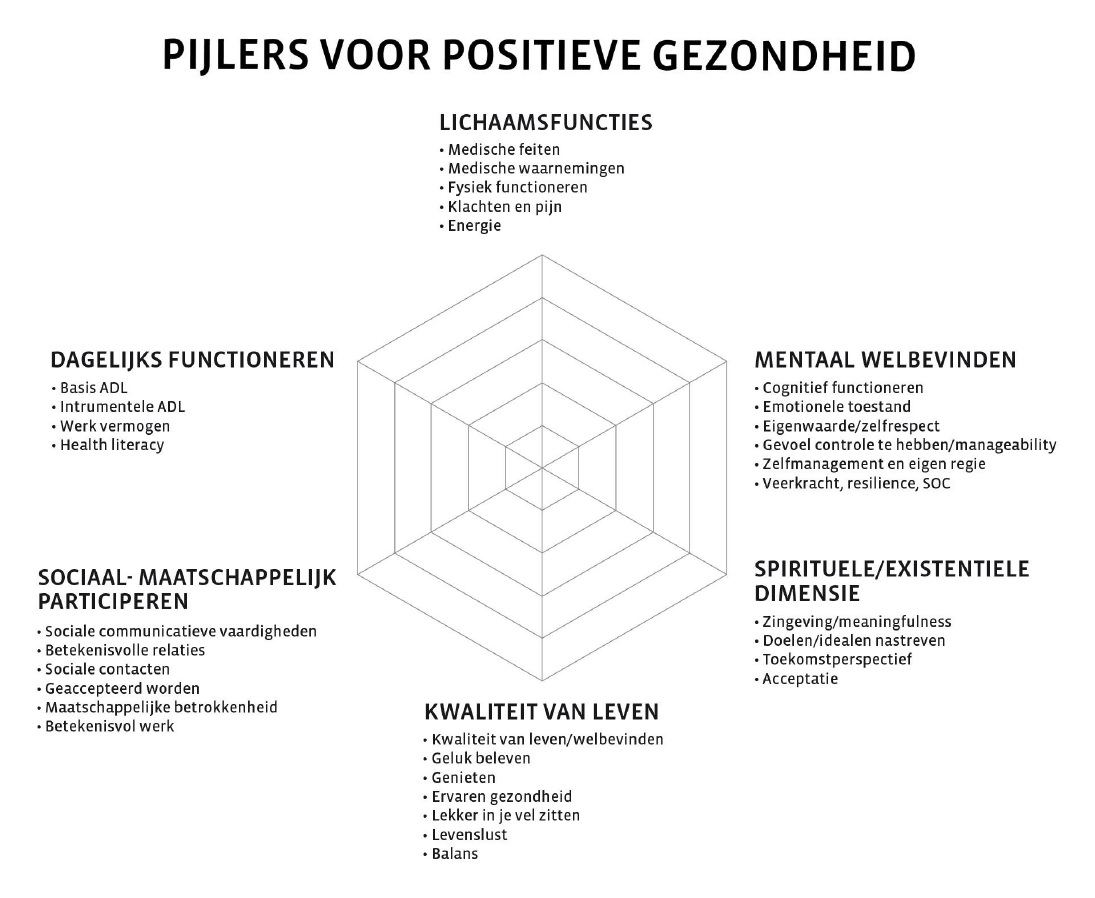 PIJLERS VOOR POSITIEVE GEZONDHEID
LICHAAMSFUNCTIES
• Medische feiten
• Medische waarnemingen
• Fysiek functioneren
• Klachten en pijn
• Energie
DAGELIJKS FUNCTIONEREN
• Basis ADL
• Intrumentele ADL
• Werk vermogen
• Health literacy
MENTAAL WELBEVINDEN
• Cognitief functioneren
• Emotionele toestand
• Eigenwaarde/zelfrespect
• Gevoel controle te hebben/manageability
• Zelfmanagement en eigen regie
• Veerkracht, resilience, SOC
SOCIAAL- MAATSCHAPPELIJK
PARTICIPEREN
• Sociale communicatieve vaardigheden
• Betekenisvolle relaties
• Sociale contacten
• Geaccepteerd worden
• Maatschappelijke betrokkenheid
• Betekenisvol werk
SPIRITUELE/EXISTENTIELE
DIMENSIE
• Zingeving/meaningfulness
• Doelen/idealen nastreven
• Toekomstperspectief
• Acceptatie
KWALITEIT VAN LEVEN
• Kwaliteit van leven/welbevinden
• Geluk beleven
• Genieten
• Ervaren gezondheid
• Lekker in je vel zitten
• Levenslust
• Balans